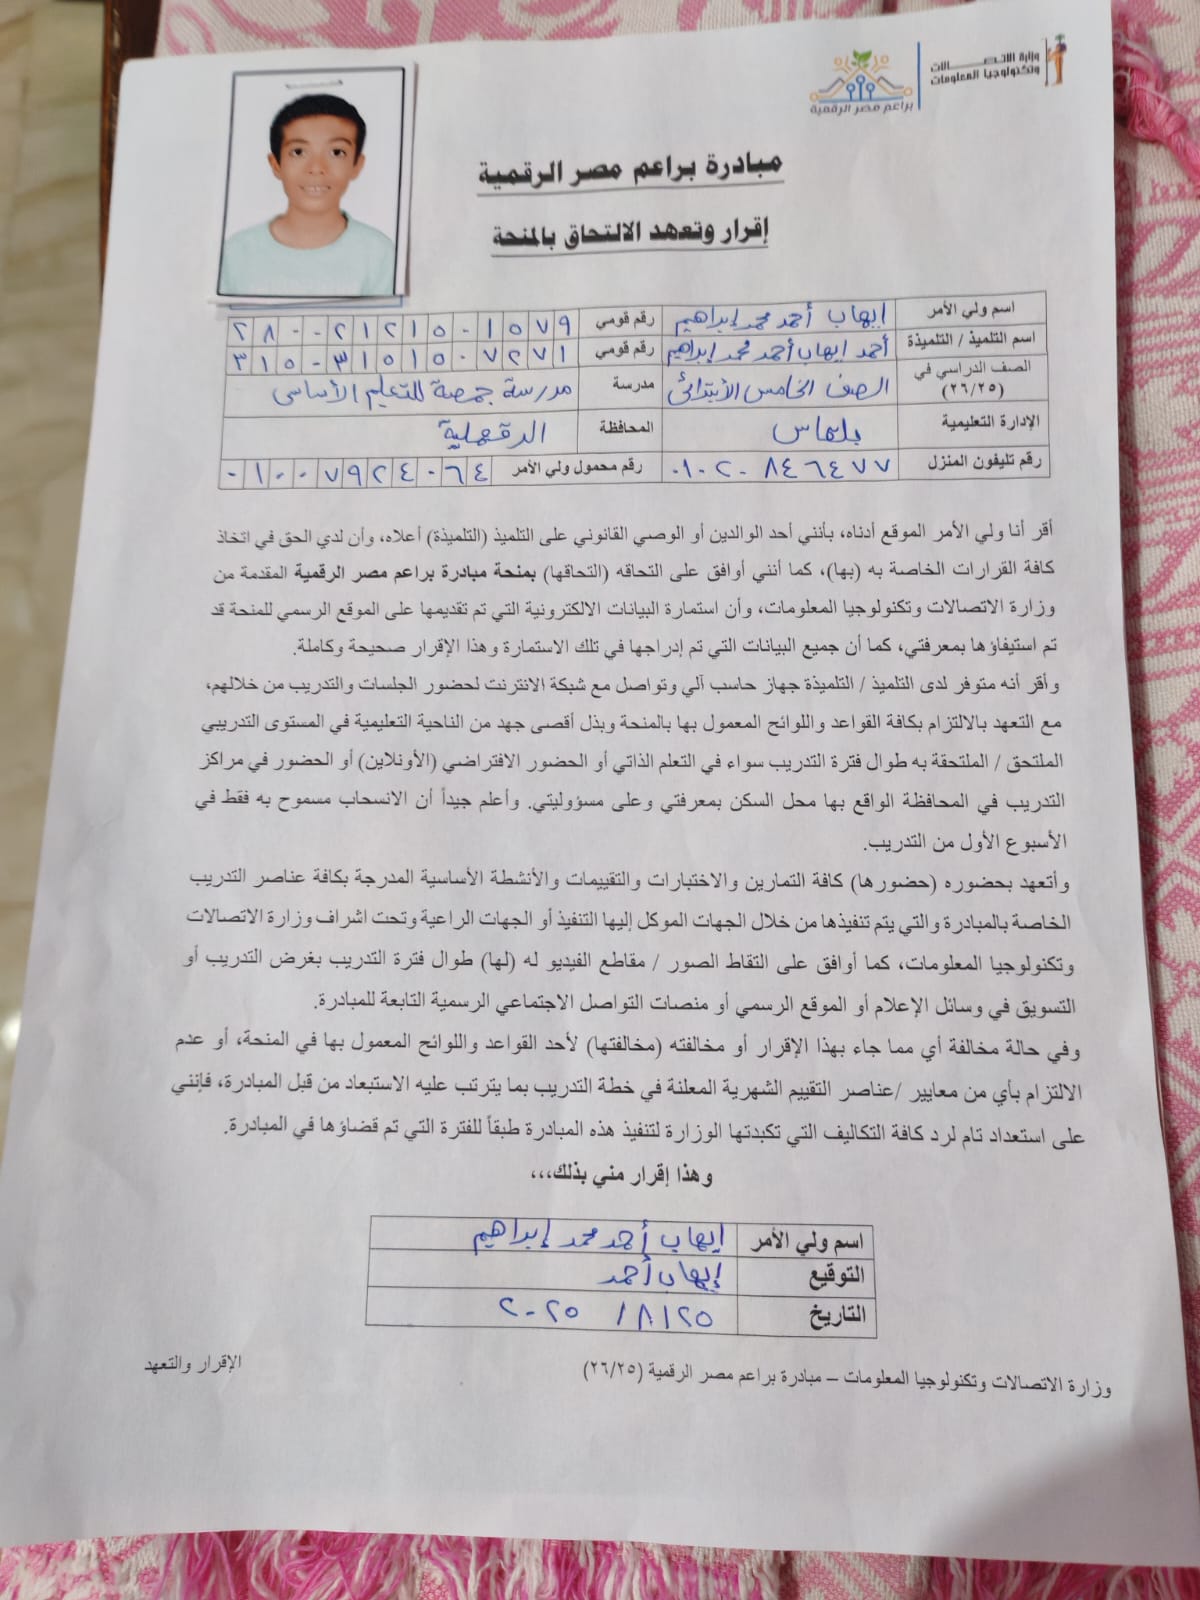 وزارة الاتصالات
وتكنولوجيا المعلومات
براعم مصر الرقمية
مبادرة براعم مصر الرقمية
إقرار وتعهد الالتحاق بالمنحة
اسم ولي الأمر إيهاب أحمد محمد إبراهيم رقم قومي ٢٨٠٠٢١٢١٥٠١٥٧٩
اسم التلميذ / التلميذة أحمد ايهاب أحمد محمد إبراهيم رقم قومي ٣١٥٠٣١٥١٥٠٧٢٧١
الصف الدراسي في (٢٦/٢٥) الصف الخامس الأبتدائى مدرسة مدرسة جمصة للتعليم الأساسى
الإدارة التعليمية بلقاس المحافظة الدقهلية
رقم تليفون المنزل ٠١٠٢٠٨٤٦٤٧٧ رقم محمول ولي الأمر ٠١٠٠٧٩٢٤٠٦٤
أقر أنا ولي الأمر الموقع أدناه، بأنني أحد الوالدين أو الوصي القانوني على التلميذ (التلميذة) أعلاه، وأن لدي الحق في اتخاذ
كافة القرارات الخاصة به (بها)، كما أنني أوافق على التحاقه (التحاقها) بمنحة مبادرة براعم مصر الرقمية المقدمة من
وزارة الاتصالات وتكنولوجيا المعلومات، وأن استمارة البيانات الالكترونية التي تم تقديمها على الموقع الرسمي للمنحة قد
تم استيفاؤها بمعرفتي، كما أن جميع البيانات التي تم إدراجها في تلك الاستمارة وهذا الإقرار صحيحة وكاملة.
وأقر أنه متوفر لدى التلميذ / التلميذة جهاز حاسب آلي وتواصل مع شبكة الانترنت لحضور الجلسات والتدريب من خلالهم،
مع التعهد بالالتزام بكافة القواعد واللوائح المعمول بها بالمنحة وبذل أقصى جهد من الناحية التعليمية في المستوى التدريبي
الملتحق / الملتحقة به طوال فترة التدريب سواء في التعلم الذاتي أو الحضور الافتراضي (الأونلاين) أو الحضور في مراكز
التدريب في المحافظة الواقع بها محل السكن بمعرفتي وعلى مسؤوليتي. وأعلم جيداً أن الانسحاب مسموح به فقط في
الأسبوع الأول من التدريب.
وأتعهد بحضوره (حضورها) كافة التمارين والاختبارات والتقييمات والأنشطة الأساسية المدرجة بكافة عناصر التدريب
الخاصة بالمبادرة والتي يتم تنفيذها من خلال الجهات الموكل إليها التنفيذ أو الجهات الراعية وتحت اشراف وزارة الاتصالات
وتكنولوجيا المعلومات، كما أوافق على التقاط الصور / مقاطع الفيديو له (لها) طوال فترة التدريب بغرض التدريب أو
التسويق في وسائل الإعلام أو الموقع الرسمي أو منصات التواصل الاجتماعي الرسمية التابعة للمبادرة.
وفي حالة مخالفة أي مما جاء بهذا الإقرار أو مخالفته (مخالفتها) لأحد القواعد واللوائح المعمول بها في المنحة، أو عدم
الالتزام بأي من معايير /عناصر التقييم الشهرية المعلنة في خطة التدريب بما يترتب عليه الاستبعاد من قبل المبادرة، فإنني
على استعداد تام لرد كافة التكاليف التي تكبدتها الوزارة لتنفيذ هذه المبادرة طبقاً للفترة التي تم قضاؤها في المبادرة.
وهذا إقرار مني بذلك،،،
اسم ولي الأمر إيهاب أحمد محمد إبراهيم
التوقيع إيهاب أحمد
التاريخ ٢٥/٨/ ٢٠٢٥
وزارة الاتصالات وتكنولوجيا المعلومات – مبادرة براعم مصر الرقمية (٢٦/٢٥) الإقرار والتعهد